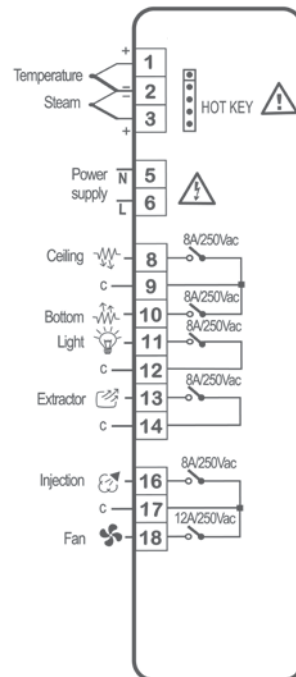 + 1
Temperature
- 2
-
Steam
3
+
HOT KEY
Power supply
N 5
L 6
8A/250Vac
Ceiling 8
c 9
8A/250Vac
Bottom 10
8A/250Vac
Light 11
c 12
8A/250Vac
Extractor 13
c 14
8A/250Vac
Injection 16
c 17
12A/250Vac
Fan 18